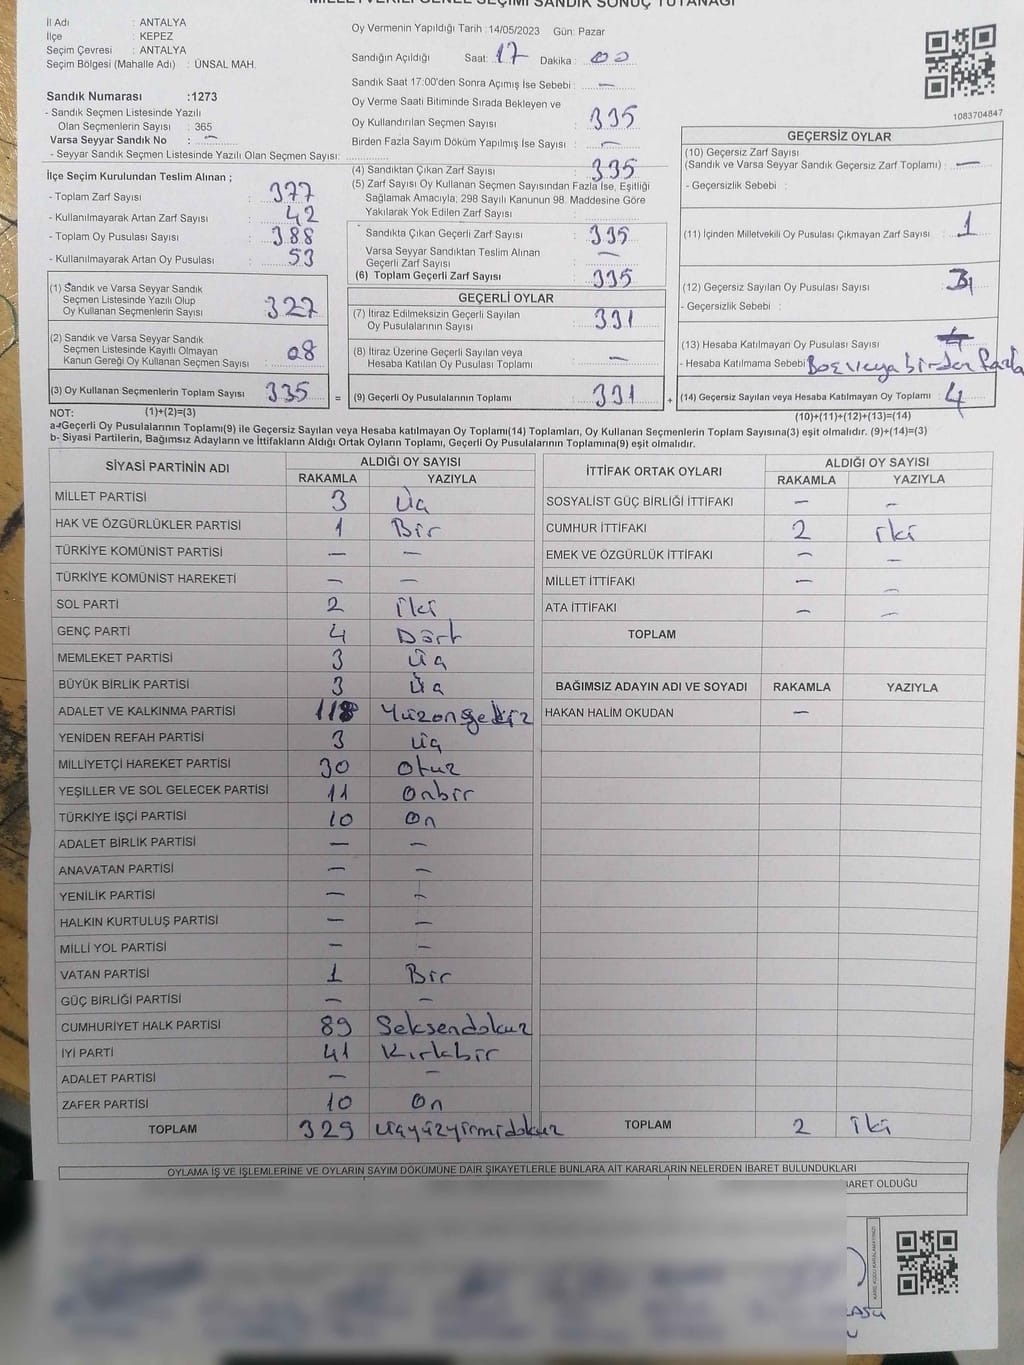 MİLLETVEKİLİ GENEL SEÇİMİ SANDIK SONUÇ TUTANAĞI
İl Adı : ANTALYA
İlçe : KEPEZ
Seçim Çevresi : ANTALYA
Seçim Bölgesi (Mahalle Adı) : ÜNSAL MAH.
Sandık Numarası :1273
- Sandık Seçmen Listesinde Yazılı
Olan Seçmenlerin Sayısı : 365
Varsa Seyyar Sandık No : —
- Seyyar Sandık Seçmen Listesinde Yazılı Olan Seçmen Sayısı:
Oy Vermenin Yapıldığı Tarih :14/05/2023 Gün: Pazar
Sandığın Açıldığı Saat: 17 Dakika : 00
Sandık Saat 17:00'den Sonra Açımış İse Sebebi : —
Oy Verme Saati Bitiminde Sırada Bekleyen ve
Oy Kullandırılan Seçmen Sayısı : 335
Birden Fazla Sayım Döküm Yapılmış İse Sayısı : —
1083704847
İlçe Seçim Kurulundan Teslim Alınan ;
- Toplam Zarf Sayısı : 377
- Kullanılmayarak Artan Zarf Sayısı : 42
- Toplam Oy Pusulası Sayısı : 388
- Kullanılmayarak Artan Oy Pusulası : 53
(1) Sandık ve Varsa Seyyar Sandık
Seçmen Listesinde Yazılı Olup
Oy Kullanan Seçmenlerin Sayısı : 327
(2) Sandık ve Varsa Seyyar Sandık
Seçmen Listesinde Kayıtlı Olmayan
Kanun Gereği Oy Kullanan Seçmen Sayısı : 08
(3) Oy Kullanan Seçmenlerin Toplam Sayısı : 335 =
(4) Sandıktan Çıkan Zarf Sayısı : 335
(5) Zarf Sayısı Oy Kullanan Seçmen Sayısından Fazla İse, Eşitliği
Sağlamak Amacıyla; 298 Sayılı Kanunun 98. Maddesine Göre
Yakılarak Yok Edilen Zarf Sayısı :
Sandıkta Çıkan Geçerli Zarf Sayısı : 335
Varsa Seyyar Sandıktan Teslim Alınan
Geçerli Zarf Sayısı : —
(6) Toplam Geçerli Zarf Sayısı : 335
GEÇERLİ OYLAR
(7) İtiraz Edilmeksizin Geçerli Sayılan
Oy Pusulalarının Sayısı : 331
(8) İtiraz Üzerine Geçerli Sayılan veya
Hesaba Katılan Oy Pusulaları Toplamı : —
(9) Geçerli Oy Pusulalarının Toplamı : 331 +
GEÇERSİZ OYLAR
(10) Geçersiz Zarf Sayısı
(Sandık ve Varsa Seyyar Sandık Geçersiz Zarf Toplamı) : —
- Geçersizlik Sebebi :
(11) İçinden Milletvekili Oy Pusulası Çıkmayan Zarf Sayısı : 1
(12) Geçersiz Sayılan Oy Pusulası Sayısı : 3
- Geçersizlik Sebebi :
(13) Hesaba Katılmayan Oy Pusulası Sayısı :
- Hesaba Katılmama Sebebi : Boş veya birden fazla
(14) Geçersiz Sayılan veya Hesaba Katılmayan Oy Toplamı : 4
NOT: (1)+(2)=(3) (10)+(11)+(12)+(13)=(14)
a-Geçerli Oy Pusulalarının Toplamı(9) ile Geçersiz Sayılan veya Hesaba katılmayan Oy Toplamı(14) Toplamları, Oy Kullanan Seçmenlerin Toplam Sayısına(3) eşit olmalıdır. (9)+(14)=(3)
b- Siyasi Partilerin, Bağımsız Adayların ve İttifakların Aldığı Ortak Oyların Toplamı, Geçerli Oy Pusulalarının Toplamına(9) eşit olmalıdır.
SİYASİ PARTİNİN ADI ALDIĞI OY SAYISI
RAKAMLA YAZIYLA
MİLLET PARTİSİ 3 Üç
HAK VE ÖZGÜRLÜKLER PARTİSİ 1 Bir
TÜRKİYE KOMÜNİST PARTİSİ — —
TÜRKİYE KOMÜNİST HAREKETİ — —
SOL PARTİ 2 İki
GENÇ PARTİ 4 Dört
MEMLEKET PARTİSİ 3 Üç
BÜYÜK BİRLİK PARTİSİ 3 Üç
ADALET VE KALKINMA PARTİSİ 118 Yüzonsekiz
YENİDEN REFAH PARTİSİ 3 Üç
MİLLİYETÇİ HAREKET PARTİSİ 30 Otuz
YEŞİLLER VE SOL GELECEK PARTİSİ 11 Onbir
TÜRKİYE İŞÇİ PARTİSİ 10 On
ADALET BİRLİK PARTİSİ — —
ANAVATAN PARTİSİ — —
YENİLİK PARTİSİ — —
HALKIN KURTULUŞ PARTİSİ — —
MİLLİ YOL PARTİSİ — —
VATAN PARTİSİ 1 Bir
GÜÇ BİRLİĞİ PARTİSİ — —
CUMHURİYET HALK PARTİSİ 89 Seksendokuz
İYİ PARTİ 41 Kırkbir
ADALET PARTİSİ — —
ZAFER PARTİSİ 10 On
TOPLAM 329 üçyüzyirmidokuz
İTTİFAK ORTAK OYLARI ALDIĞI OY SAYISI
RAKAMLA YAZIYLA
SOSYALİST GÜÇ BİRLİĞİ İTTİFAKI — —
CUMHUR İTTİFAKI 2 iki
EMEK VE ÖZGÜRLÜK İTTİFAKI — —
MİLLET İTTİFAKI — —
ATA İTTİFAKI — —
TOPLAM
BAĞIMSIZ ADAYIN ADI VE SOYADI RAKAMLA YAZIYLA
HAKAN HALİM OKUDAN —
TOPLAM 2 İki
OYLAMA İŞ VE İŞLEMLERİNE VE OYLARIN SAYIM DÖKÜMÜNE DAİR ŞİKAYETLERLE BUNLARA AİT KARARLARIN NELERDEN İBARET BULUNDUKLARI
İBARET OLDUĞU